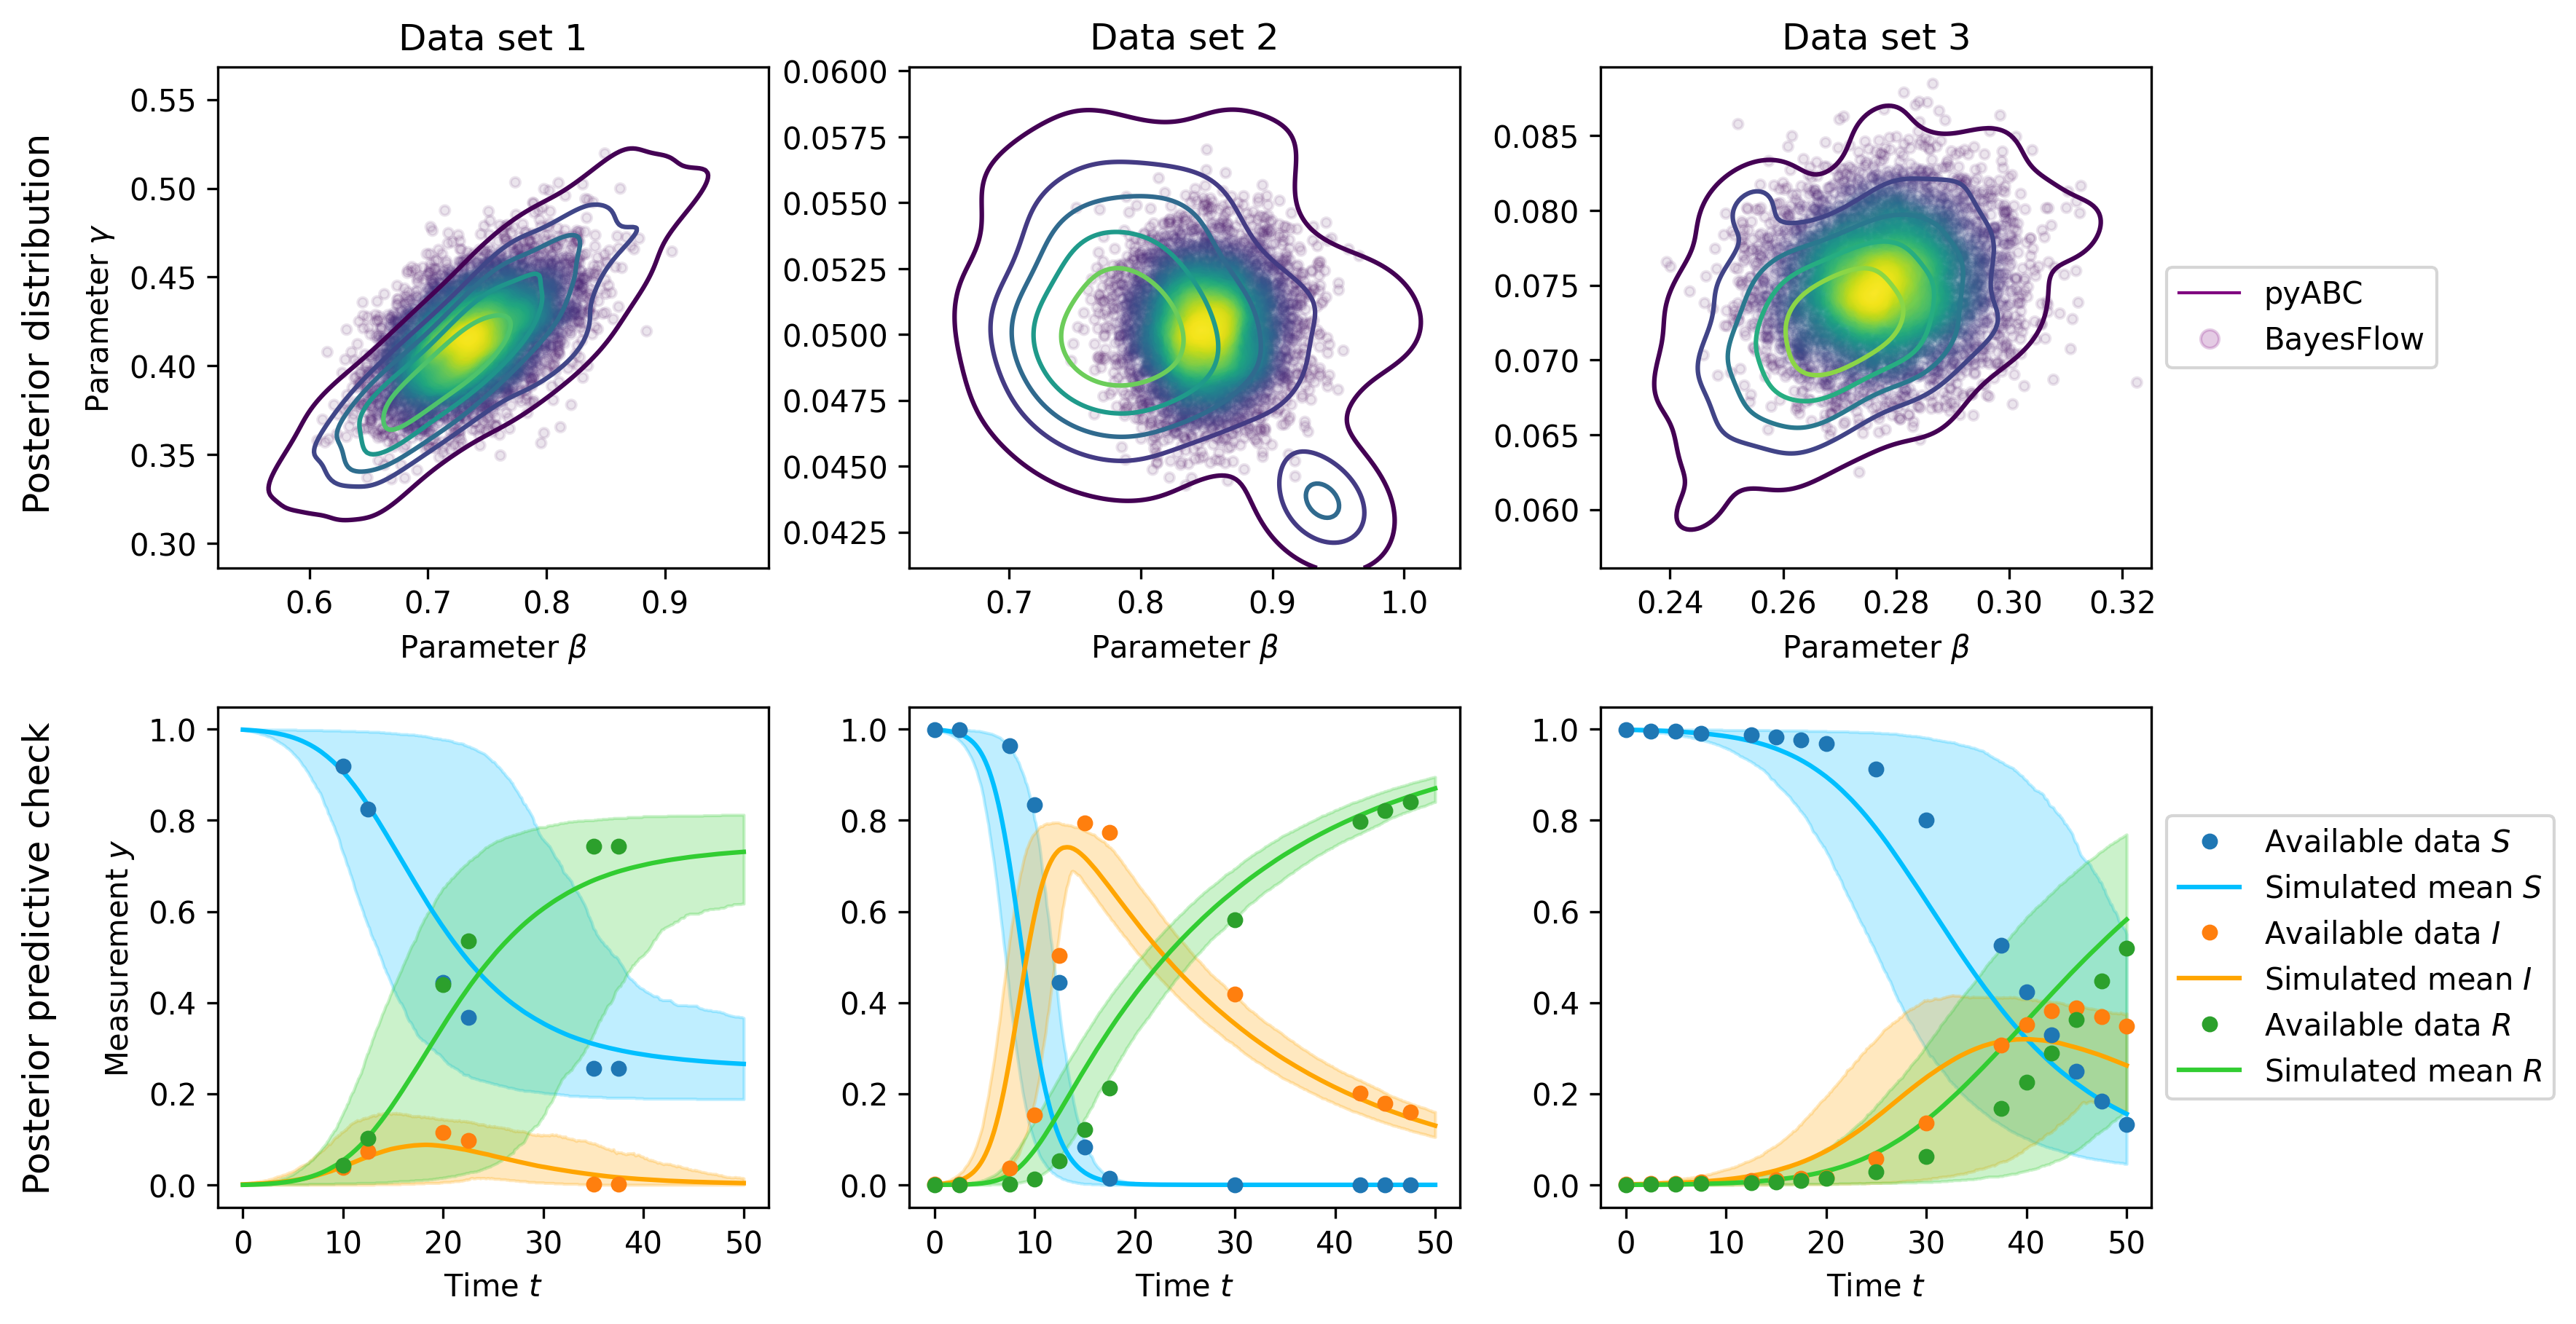 Data set 1
Data set 2
Data set 3
Posterior distribution
Parameter γ
0.55
0.50
0.45
0.40
0.35
0.30
0.6 0.7 0.8 0.9
Parameter β
0.0600
0.0575
0.0550
0.0525
0.0500
0.0475
0.0450
0.0425
0.7 0.8 0.9 1.0
Parameter β
0.085
0.080
0.075
0.070
0.065
0.060
0.24 0.26 0.28 0.30 0.32
Parameter β
pyABC
BayesFlow
Posterior predictive check
Measurement y
1.0
0.8
0.6
0.4
0.2
0.0
0 10 20 30 40 50
Time t
1.0
0.8
0.6
0.4
0.2
0.0
0 10 20 30 40 50
Time t
1.0
0.8
0.6
0.4
0.2
0.0
0 10 20 30 40 50
Time t
Available data S
Simulated mean S
Available data I
Simulated mean I
Available data R
Simulated mean R